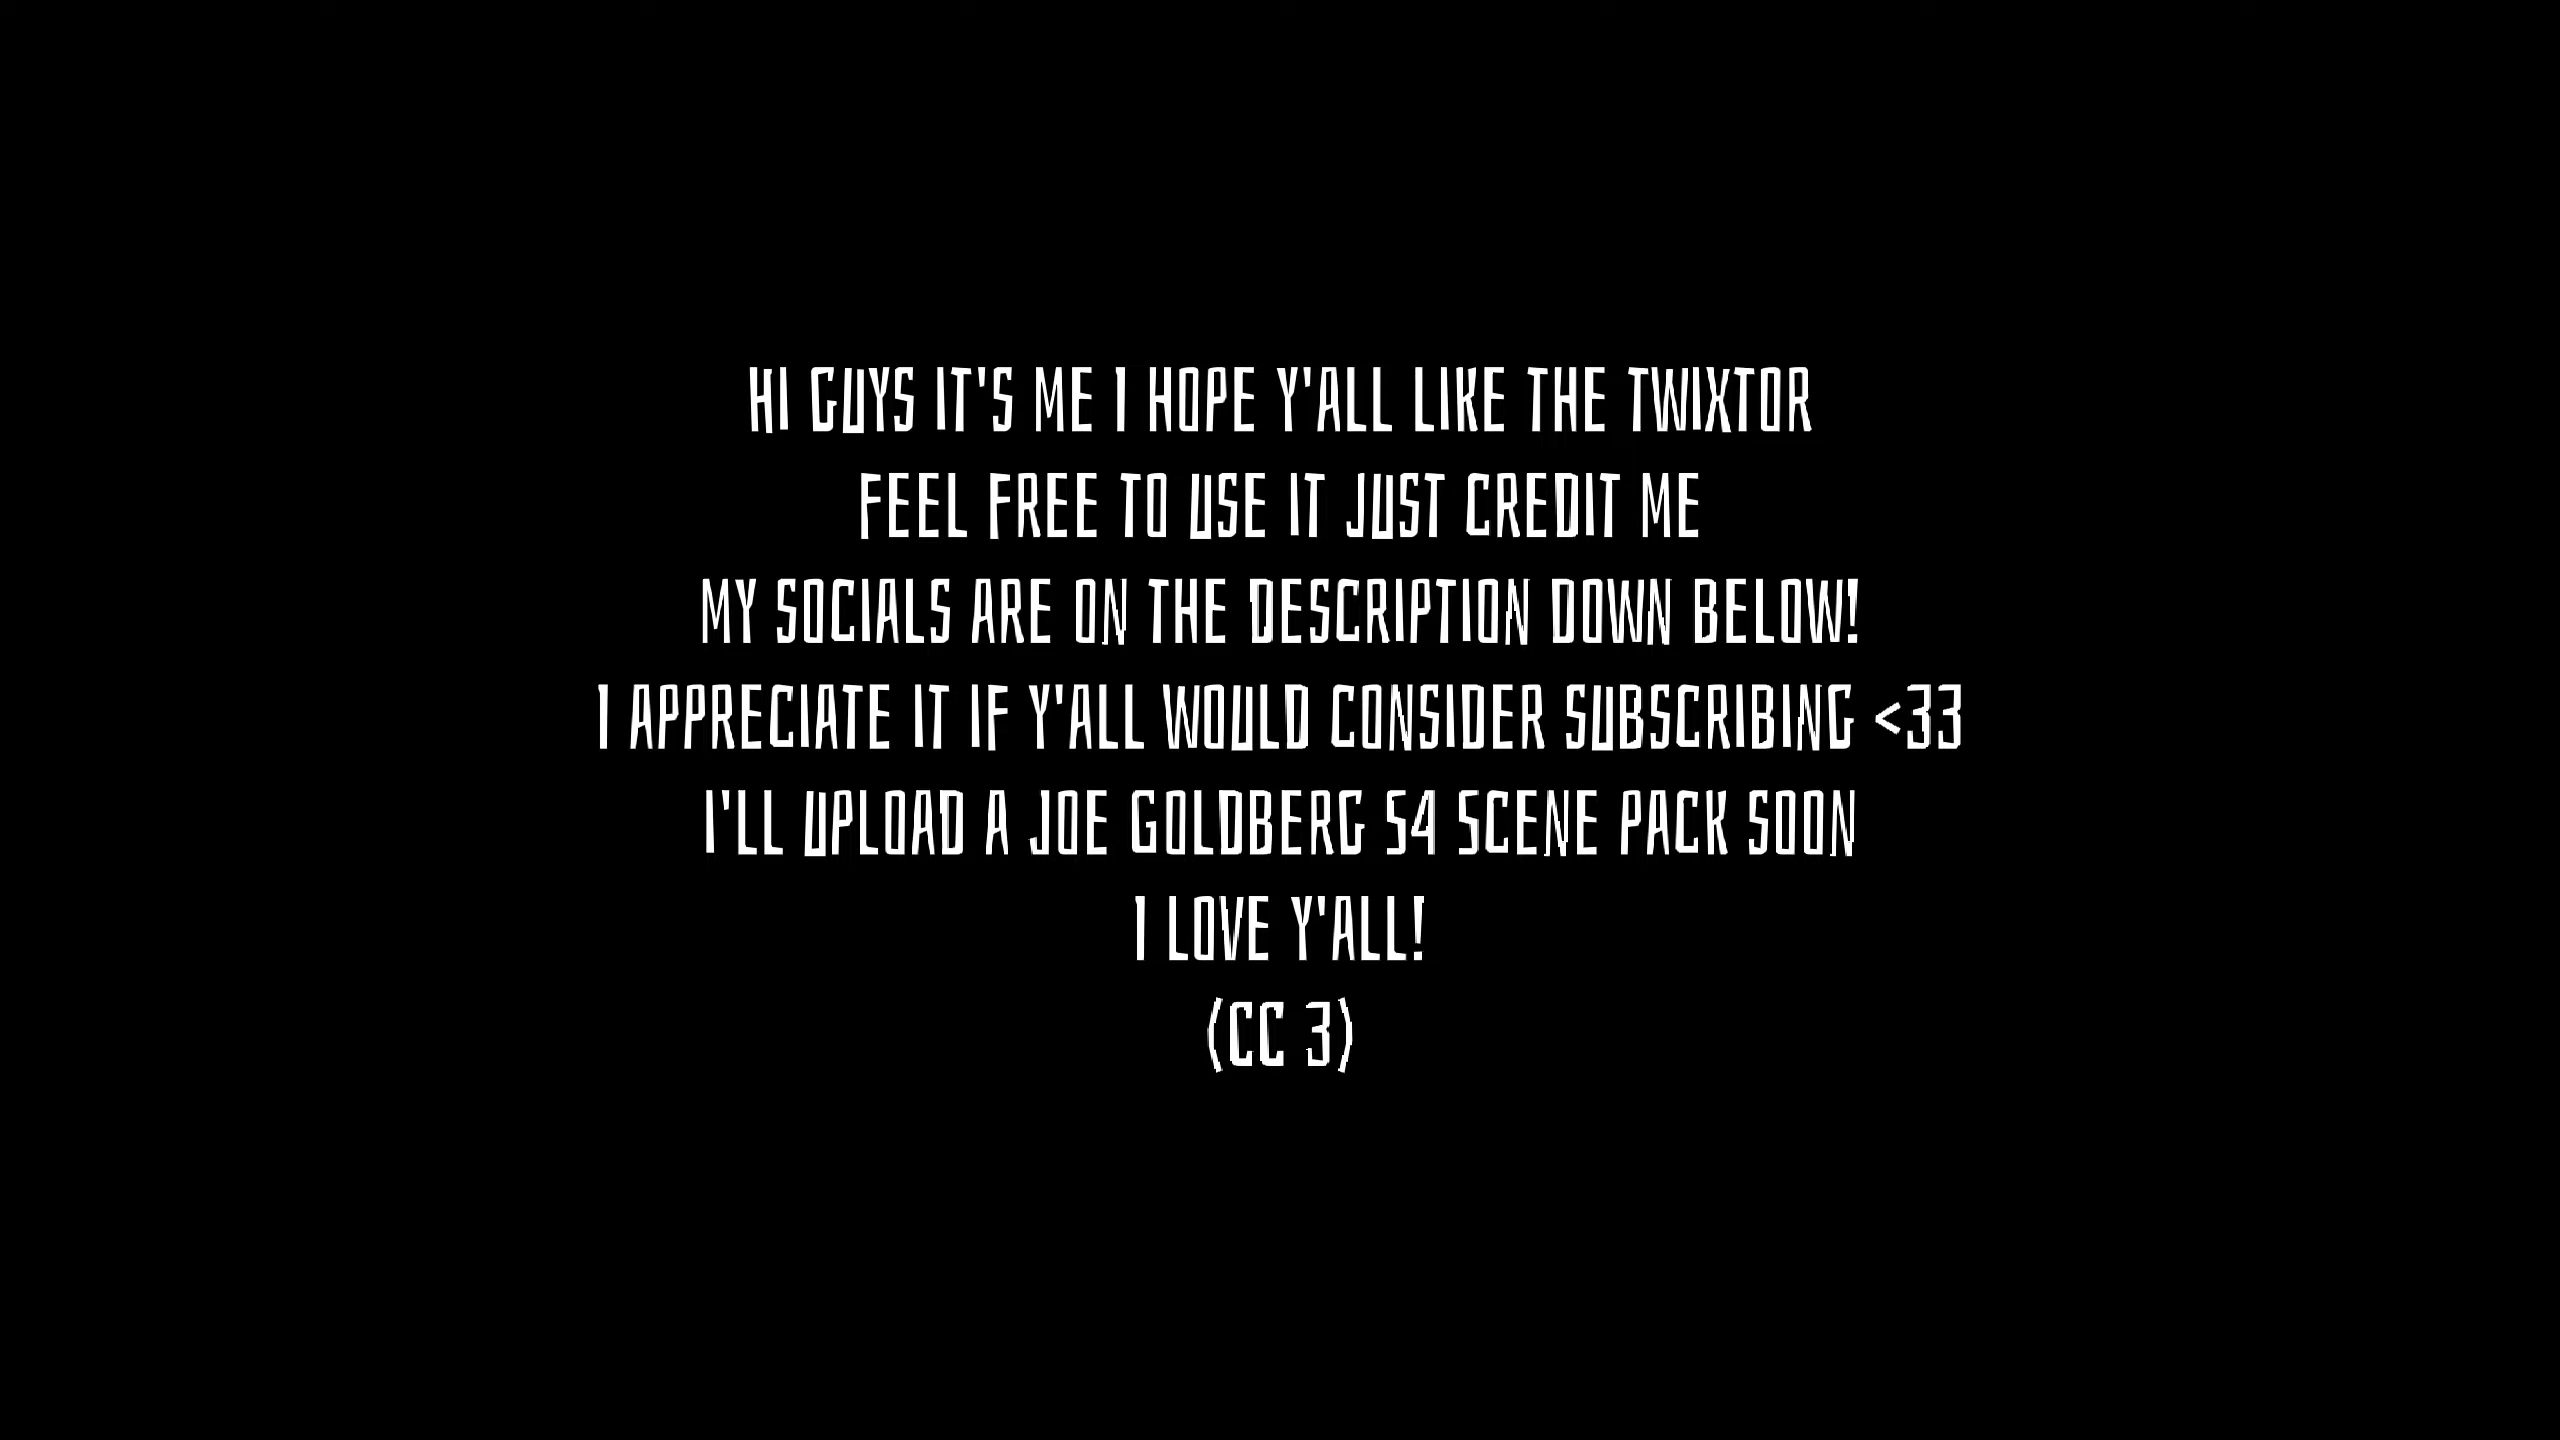 HI GUYS IT'S ME I HOPE Y'ALL LIKE THE TWIXTOR
FEEL FREE TO USE IT JUST CREDIT ME
MY SOCIALS ARE ON THE DESCRIPTION DOWN BELOW!
I APPRECIATE IT IF Y'ALL WOULD CONSIDER SUBSCRIBING <33
I'LL UPLOAD A JOE GOLDBERG S4 SCENE PACK SOON
I LOVE Y'ALL!
(CC 3)